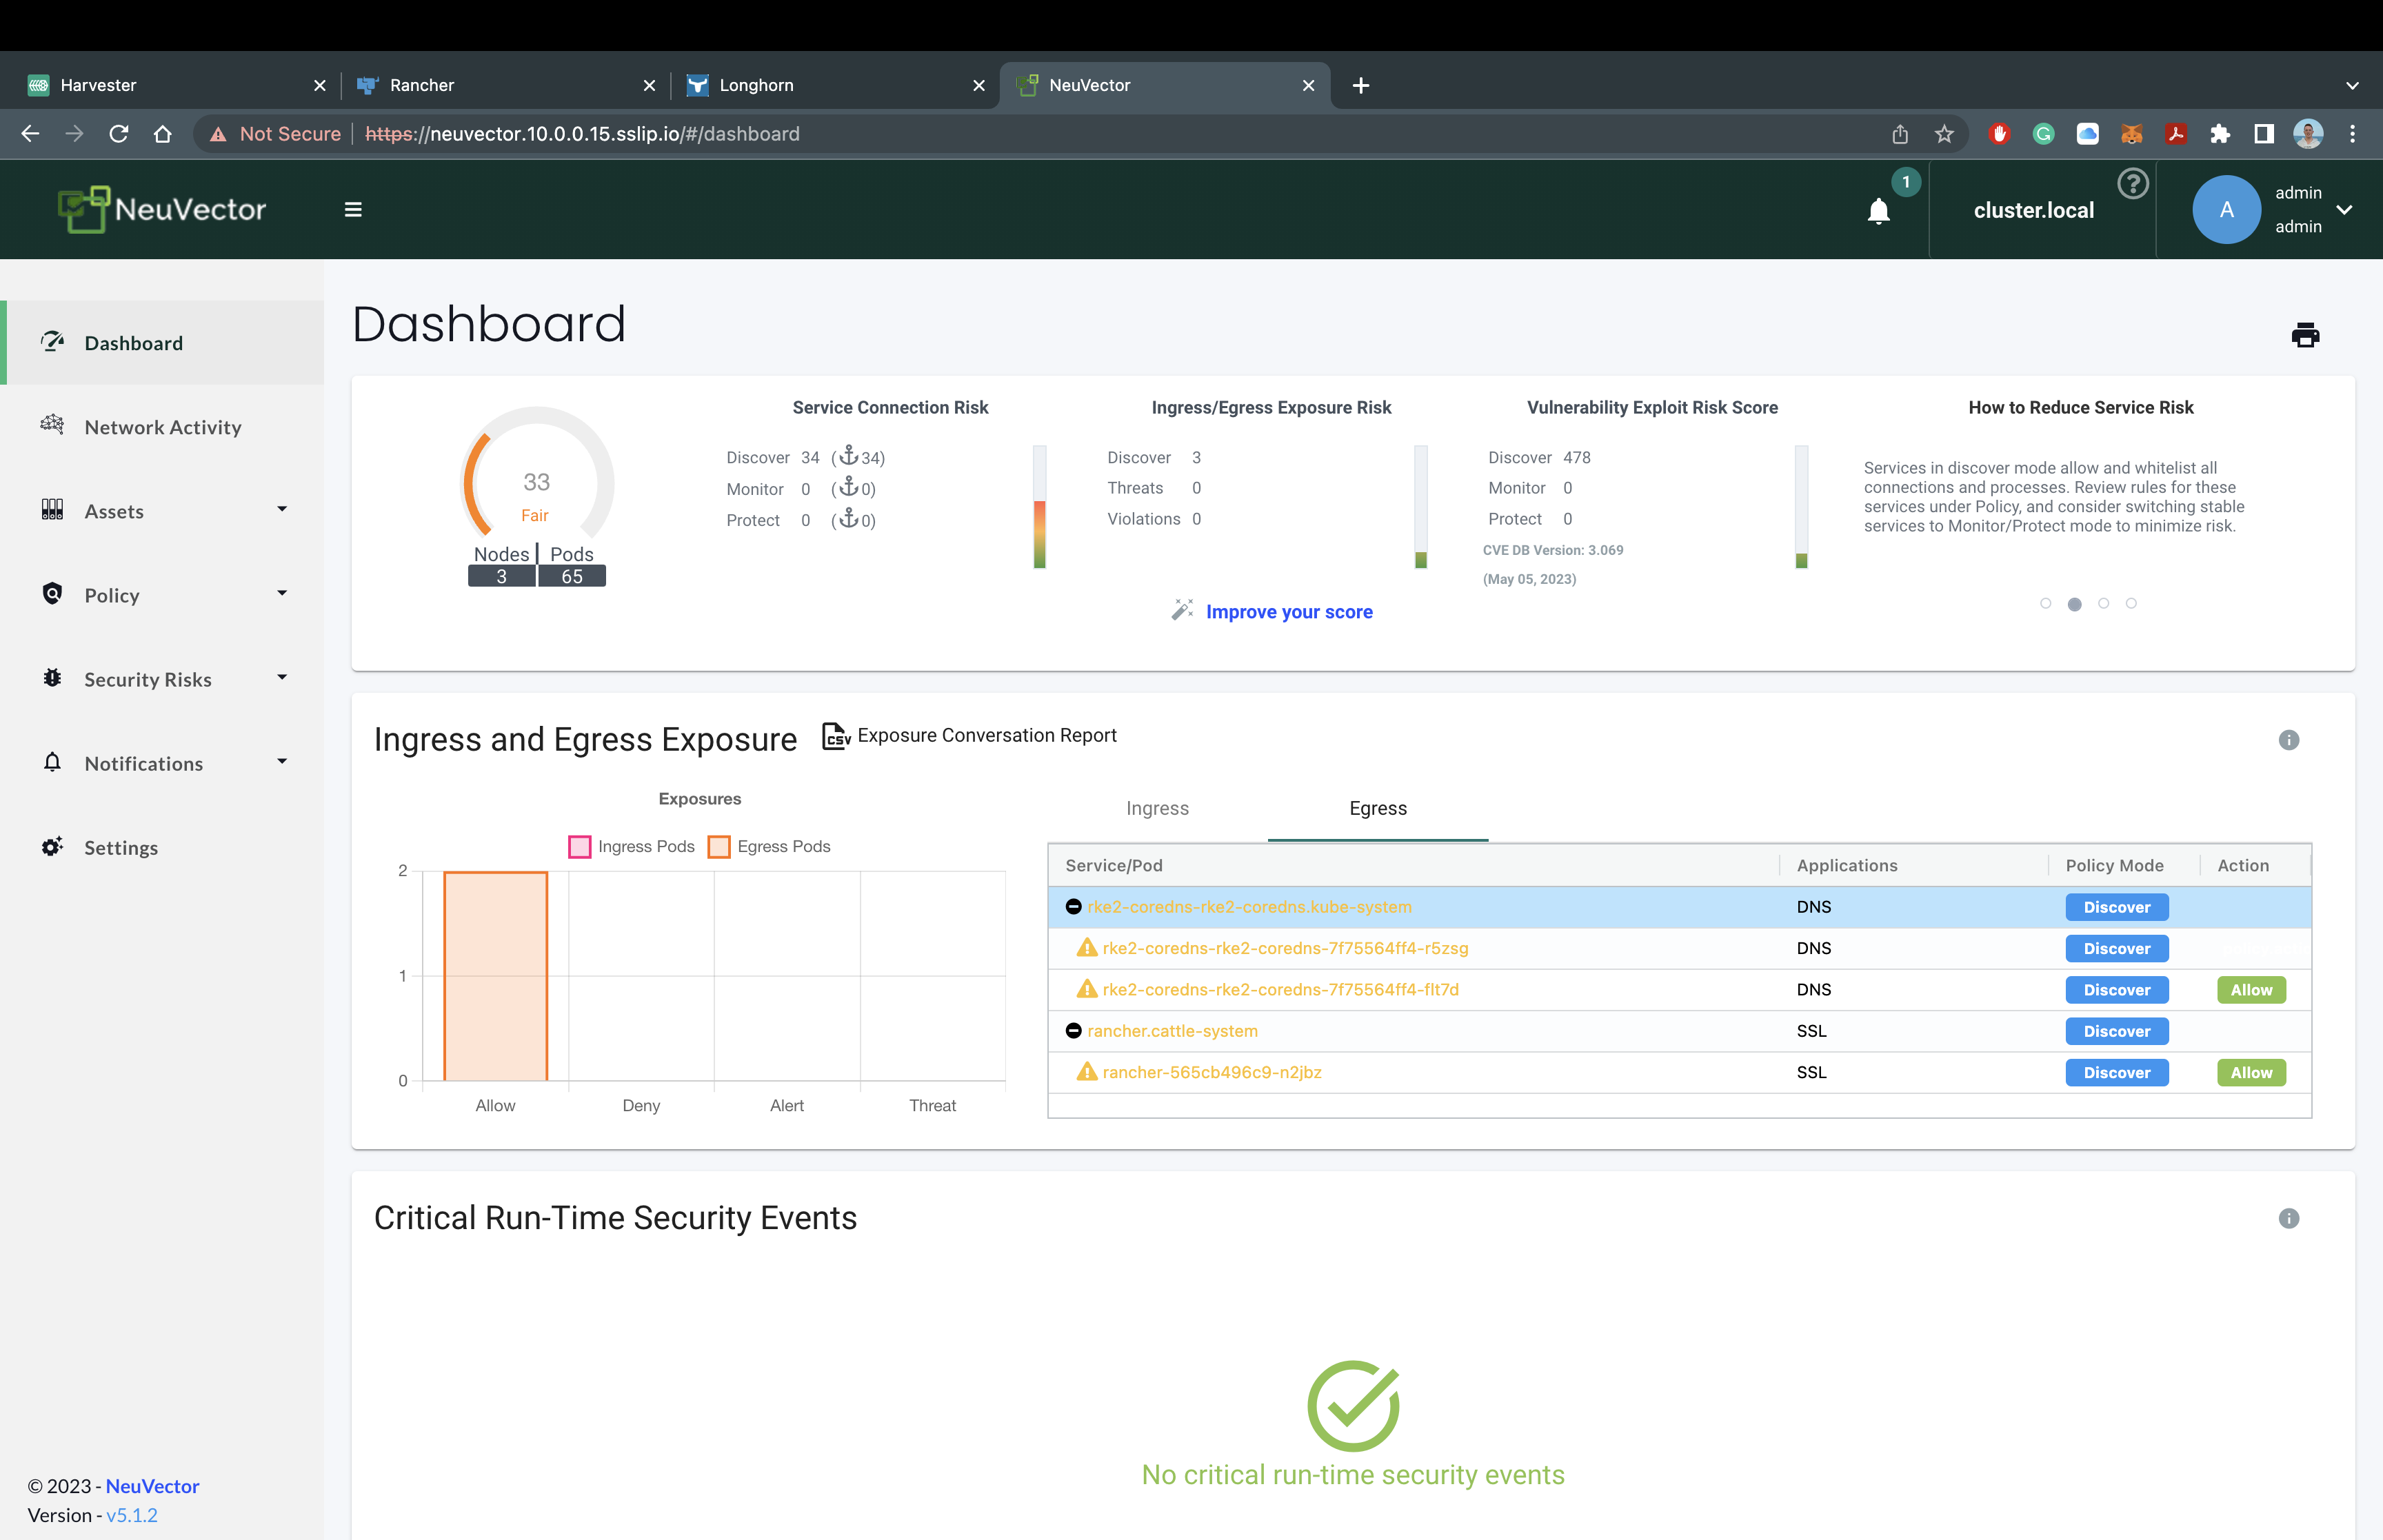 Harvester
Rancher
Longhorn
NeuVector
Not Secure
https://neuvector.10.0.0.15.sslip.io/#/dashboard
NeuVector
1
cluster.local
?
A
admin
admin
Dashboard
Network Activity
Assets
Policy
Security Risks
Notifications
Settings
© 2023 - NeuVector
Version - v5.1.2
Dashboard
33
Fair
Nodes Pods
3 65
Service Connection Risk
Discover 34 (34)
Monitor 0 (0)
Protect 0 (0)
Ingress/Egress Exposure Risk
Discover 3
Threats 0
Violations 0
Vulnerability Exploit Risk Score
Discover 478
Monitor 0
Protect 0
CVE DB Version: 3.069
(May 05, 2023)
How to Reduce Service Risk
Services in discover mode allow and whitelist all
connections and processes. Review rules for these
services under Policy, and consider switching stable
services to Monitor/Protect mode to minimize risk.
Improve your score
Ingress and Egress Exposure
CSV Exposure Conversation Report
Exposures
Ingress Pods Egress Pods
2
1
0
Allow Deny Alert Threat
Ingress Egress
Service/Pod Applications Policy Mode Action
rke2-coredns-rke2-coredns.kube-system DNS Discover
rke2-coredns-rke2-coredns-7f75564ff4-r5zsg DNS Discover
rke2-coredns-rke2-coredns-7f75564ff4-flt7d DNS Discover Allow
rancher.cattle-system SSL Discover
rancher-565cb496c9-n2jbz SSL Discover Allow
Critical Run-Time Security Events
No critical run-time security events